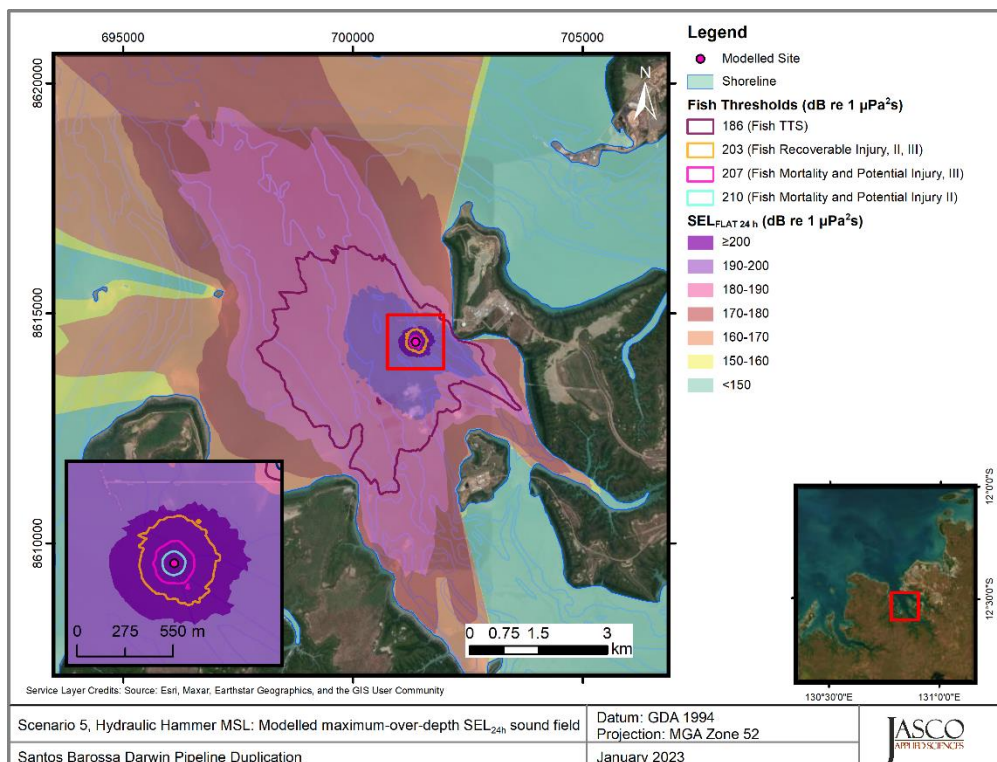 695000
700000
705000
8620000
8615000
8610000
N
Legend
Modelled Site
Shoreline
Fish Thresholds (dB re 1 µPa²s)
186 (Fish TTS)
203 (Fish Recoverable Injury, II, III)
207 (Fish Mortality and Potential Injury, III)
210 (Fish Mortality and Potential Injury II)
SEL_FLAT 24 h (dB re 1 µPa²s)
≥200
190-200
180-190
170-180
160-170
150-160
<150
0 275 550 m
0 0.75 1.5 3
km
12°0'0"S
12°30'0"S
130°30'0"E
131°0'0"E
Service Layer Credits: Source: Esri, Maxar, Earthstar Geographics, and the GIS User Community
Scenario 5, Hydraulic Hammer MSL: Modelled maximum-over-depth SEL24h sound field
Datum: GDA 1994
Projection: MGA Zone 52
Santos Barossa Darwin Pipeline Duplication
January 2023
JASCO
APPLIED SCIENCES